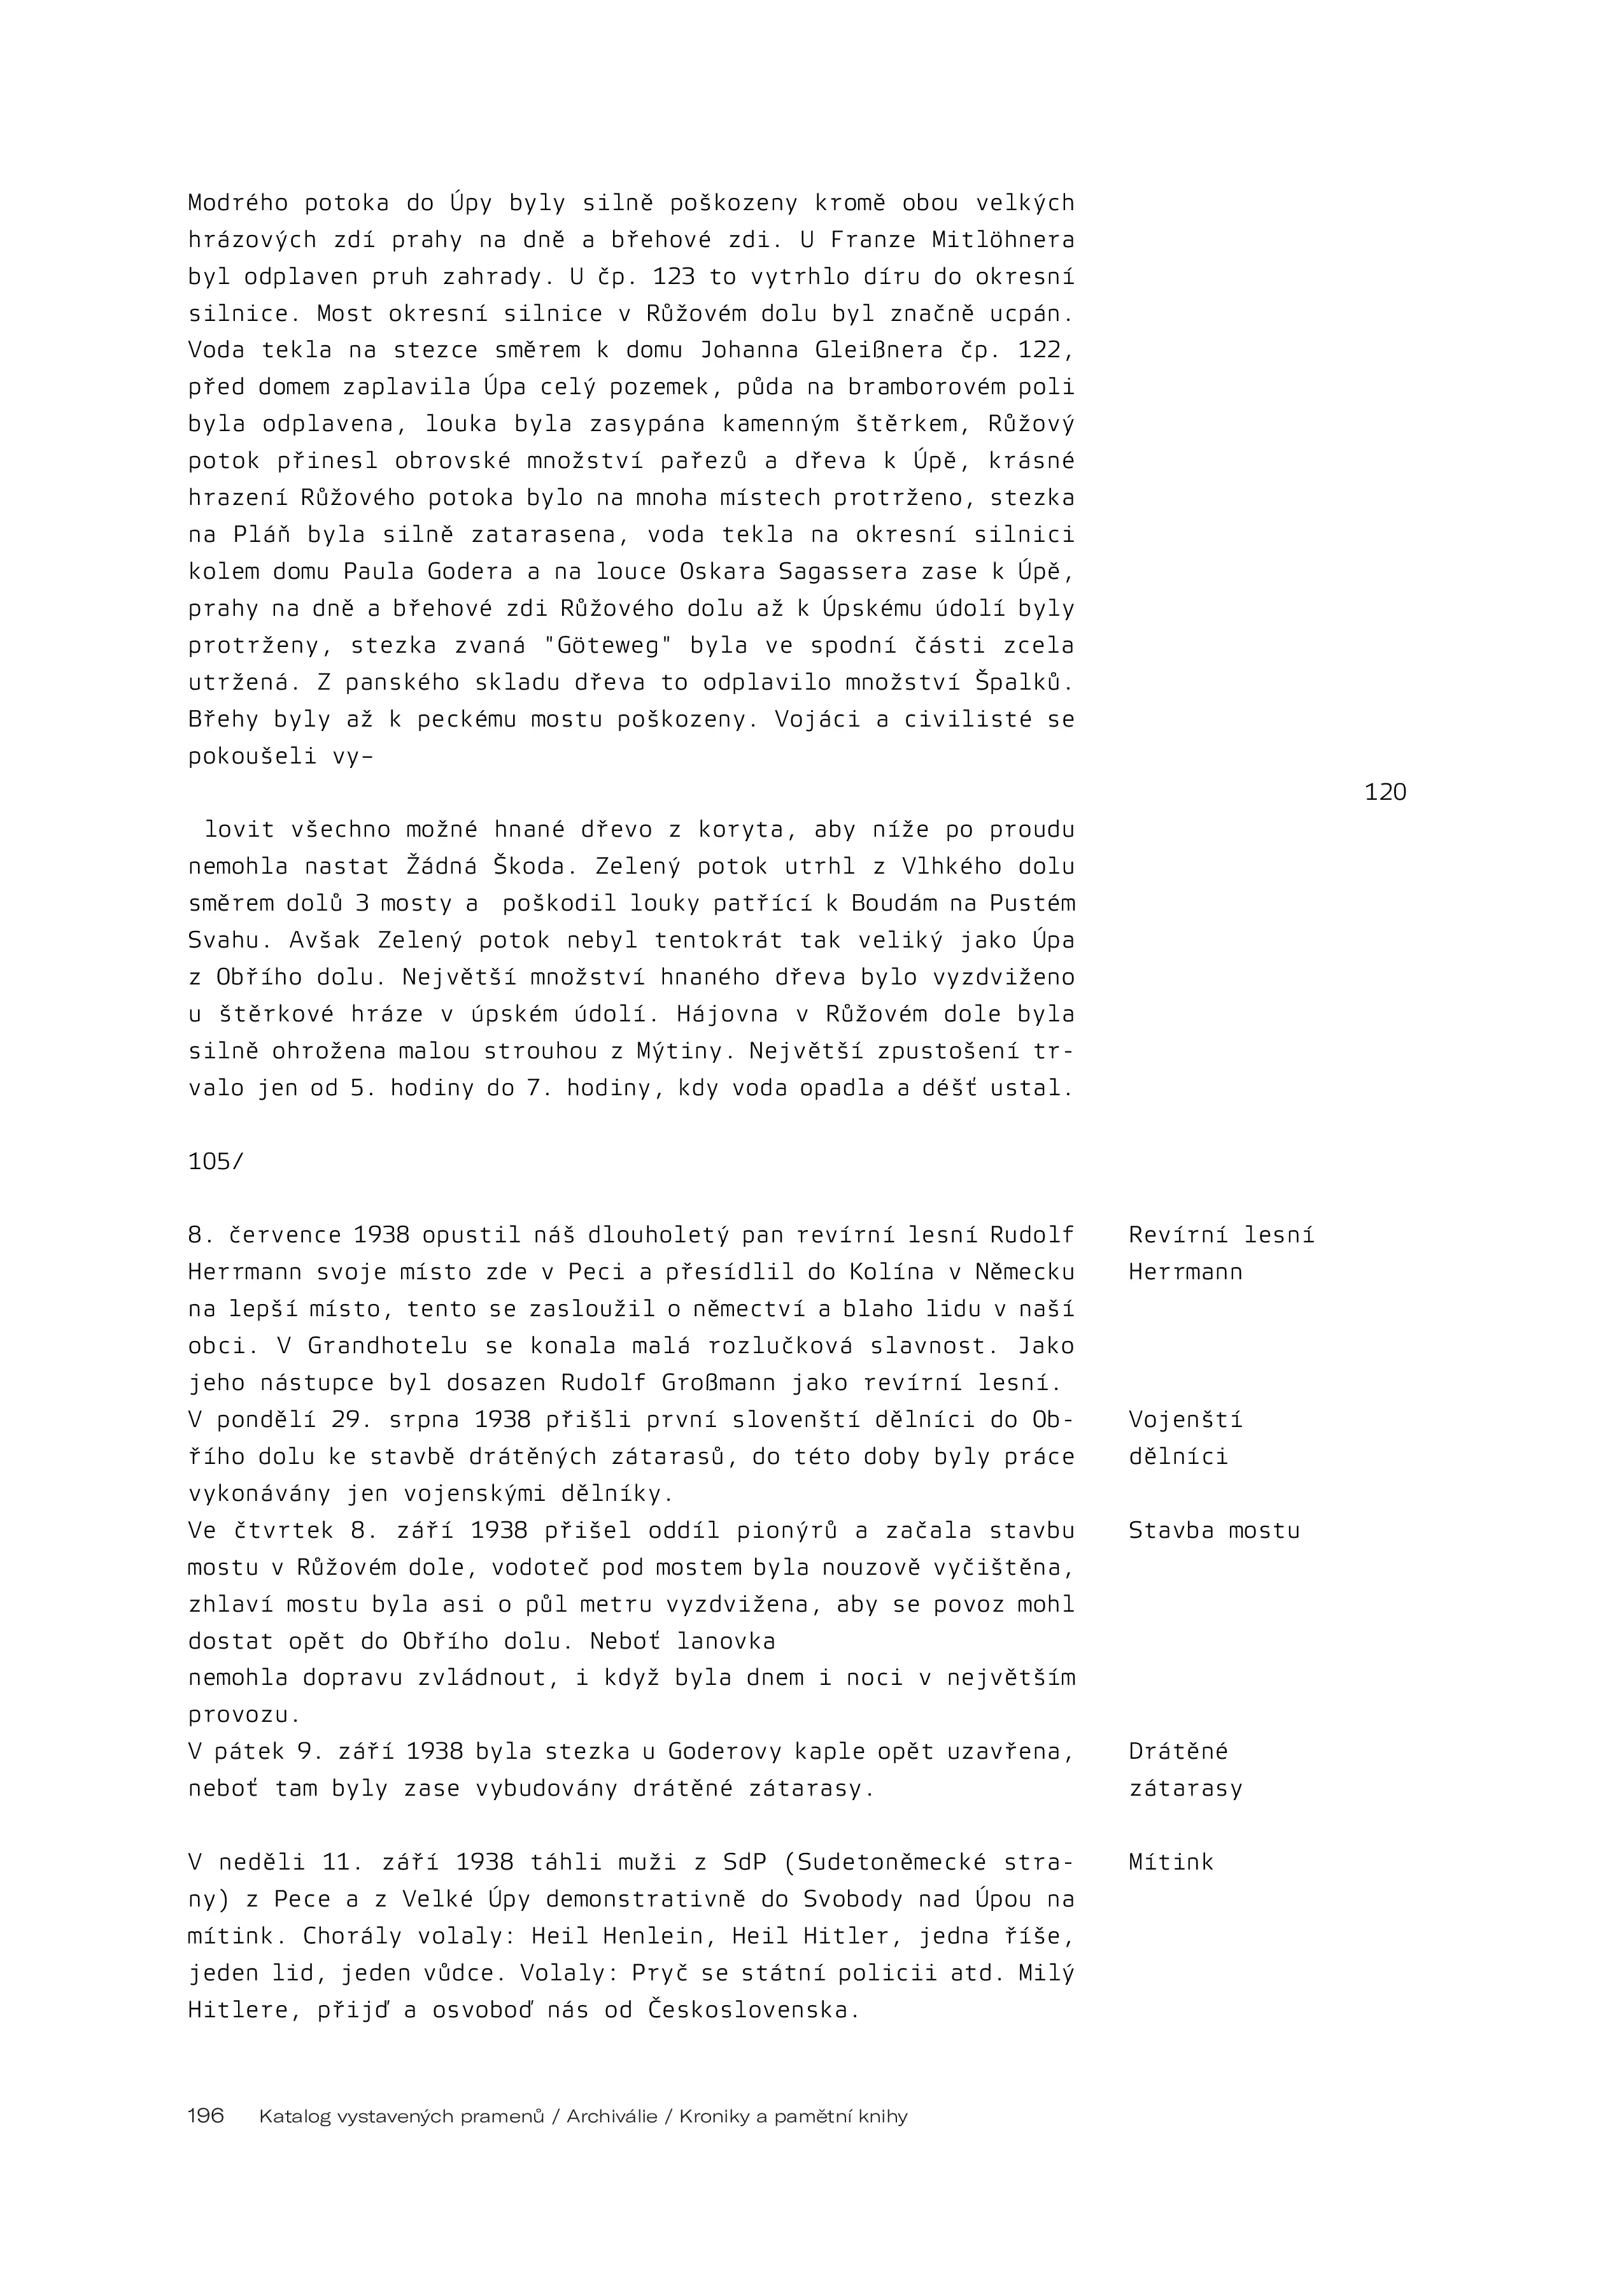 Modrého potoka do Úpy byly silně poškozeny kromě obou velkých
hrázových zdí prahy na dně a břehové zdi. U Franze Mitlöhnera
byl odplaven pruh zahrady. U čp. 123 to vytrhlo díru do okresní
silnice. Most okresní silnice v Růžovém dolu byl značně ucpán.
Voda tekla na stezce směrem k domu Johanna Gleißnera čp. 122,
před domem zaplavila Úpa celý pozemek, půda na bramborovém poli
byla odplavena, louka byla zasypána kamenným štěrkem, Růžový
potok přinesl obrovské množství pařezů a dřeva k Úpě, krásné
hrazení Růžového potoka bylo na mnoha místech protrženo, stezka
na Pláň byla silně zatarasena, voda tekla na okresní silnici
kolem domu Paula Godera a na louce Oskara Sagassera zase k Úpě,
prahy na dně a břehové zdi Růžového dolu až k Úpskému údolí byly
protrženy, stezka zvaná "Göteweg" byla ve spodní části zcela
utržená. Z panského skladu dřeva to odplavilo množství Špalků.
Břehy byly až k peckému mostu poškozeny. Vojáci a civilisté se
pokoušeli vy–
120
lovit všechno možné hnané dřevo z koryta, aby níže po proudu
nemohla nastat Žádná Škoda. Zelený potok utrhl z Vlhkého dolu
směrem dolů 3 mosty a  poškodil louky patřící k Boudám na Pustém
Svahu. Avšak Zelený potok nebyl tentokrát tak veliký jako Úpa
z Obřího dolu. Největší množství hnaného dřeva bylo vyzdviženo
u štěrkové hráze v úpském údolí. Hájovna v Růžovém dole byla
silně ohrožena malou strouhou z Mýtiny. Největší zpustošení tr-
valo jen od 5. hodiny do 7. hodiny, kdy voda opadla a déšť ustal.
105/
8. července 1938 opustil náš dlouholetý pan revírní lesní Rudolf
Herrmann svoje místo zde v Peci a přesídlil do Kolína v Německu
na lepší místo, tento se zasloužil o němectví a blaho lidu v naší
obci. V Grandhotelu se konala malá rozlučková slavnost. Jako
jeho nástupce byl dosazen Rudolf Großmann jako revírní lesní.
Revírní lesní
Herrmann
V pondělí 29. srpna 1938 přišli první slovenští dělníci do Ob-
řího dolu ke stavbě drátěných zátarasů, do této doby byly práce
vykonávány jen vojenskými dělníky.
Vojenští
dělníci
Ve čtvrtek 8. září 1938 přišel oddíl pionýrů a začala stavbu
mostu v Růžovém dole, vodoteč pod mostem byla nouzově vyčištěna,
zhlaví mostu byla asi o půl metru vyzdvižena, aby se povoz mohl
dostat opět do Obřího dolu. Neboť lanovka
nemohla dopravu zvládnout, i když byla dnem i noci v největším
provozu.
Stavba mostu
V pátek 9. září 1938 byla stezka u Goderovy kaple opět uzavřena,
neboť tam byly zase vybudovány drátěné zátarasy.
Drátěné
zátarasy
V neděli 11. září 1938 táhli muži z SdP (Sudetoněmecké stra-
ny) z Pece a z Velké Úpy demonstrativně do Svobody nad Úpou na
mítink. Chorály volaly: Heil Henlein, Heil Hitler, jedna říše,
jeden lid, jeden vůdce. Volaly: Pryč se státní policii atd. Milý
Hitlere, přijď a osvoboď nás od Československa.
Mítink
196 Katalog vystavených pramenů / Archiválie / Kroniky a pamětní knihy